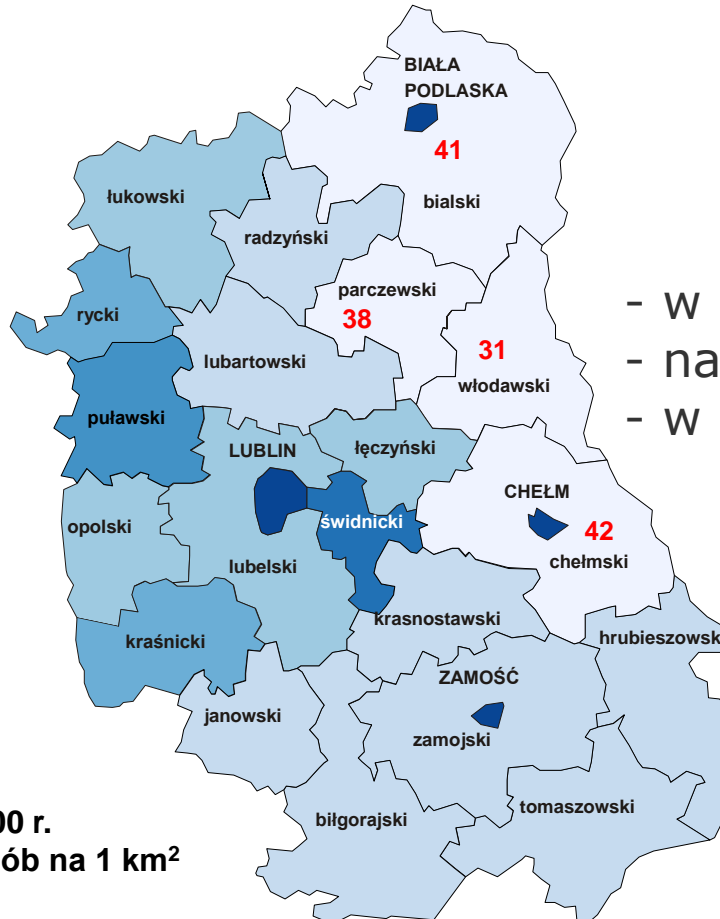 BIAŁA
PODLASKA
41
bialski
łukowski
radzyński
parczewski
38
rycki
31
włodawski
lubartowski
- w
- na
- w
puławski
LUBLIN
łęczyński
CHEŁM
42
chełmski
świdnicki
opolski
lubelski
krasnostawski
hrubieszowsk
kraśnicki
ZAMOŚĆ
janowski
zamojski
tomaszowski
biłgorajski
00 r.
ób na 1 km²